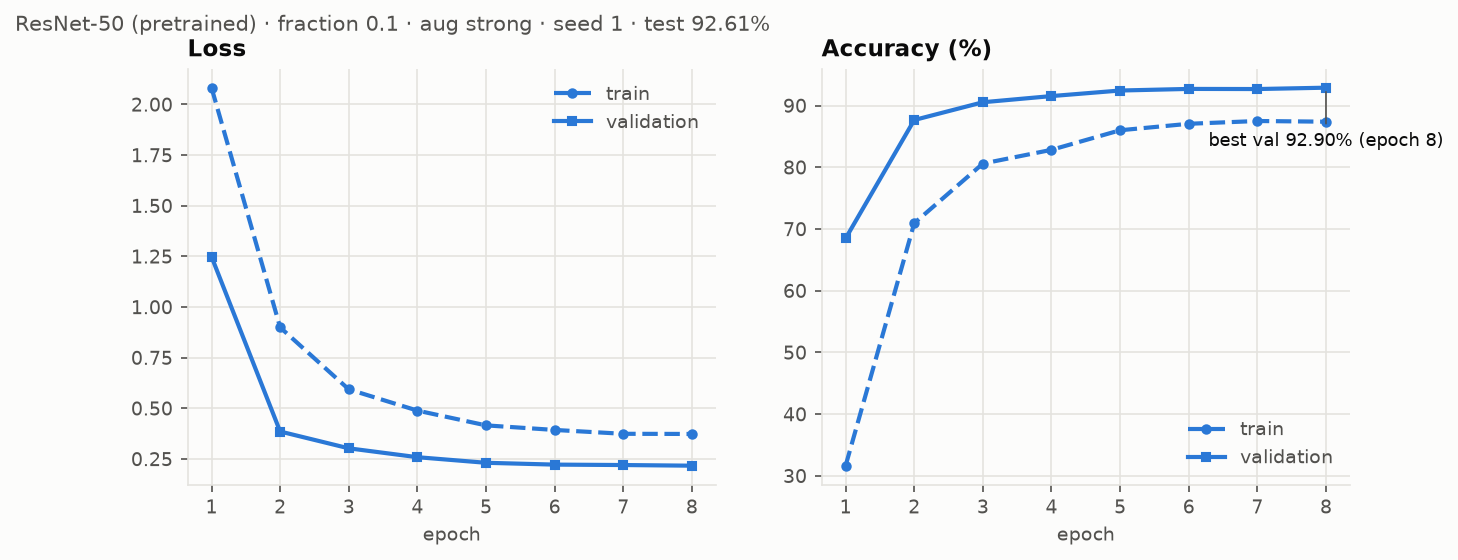 ResNet-50 (pretrained) · fraction 0.1 · aug strong · seed 1 · test 92.61%
Loss
2.00
1.75
1.50
1.25
1.00
0.75
0.50
0.25
1 2 3 4 5 6 7 8
epoch
train
validation
Accuracy (%)
90
80
70
60
50
40
30
1 2 3 4 5 6 7 8
epoch
best val 92.90% (epoch 8)
train
validation